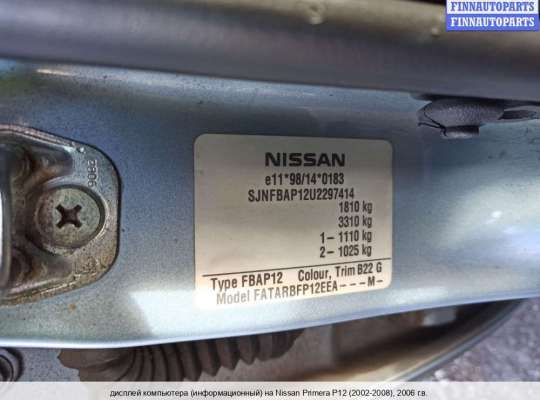 FINNAUTOPARTS
FINNAUTOPARTS
9082
NISSAN
e11*98/14*0183
SJNFBAP12U2297414
1810 kg
3310 kg
1- 1110 kg
2- 1025 kg
Type FBAP12 Colour, Trim B22 G
Model FATARBFP12EEA---M-
дисплей компьютера (информационный) на Nissan Primera P12 (2002-2008), 2006 г.в.